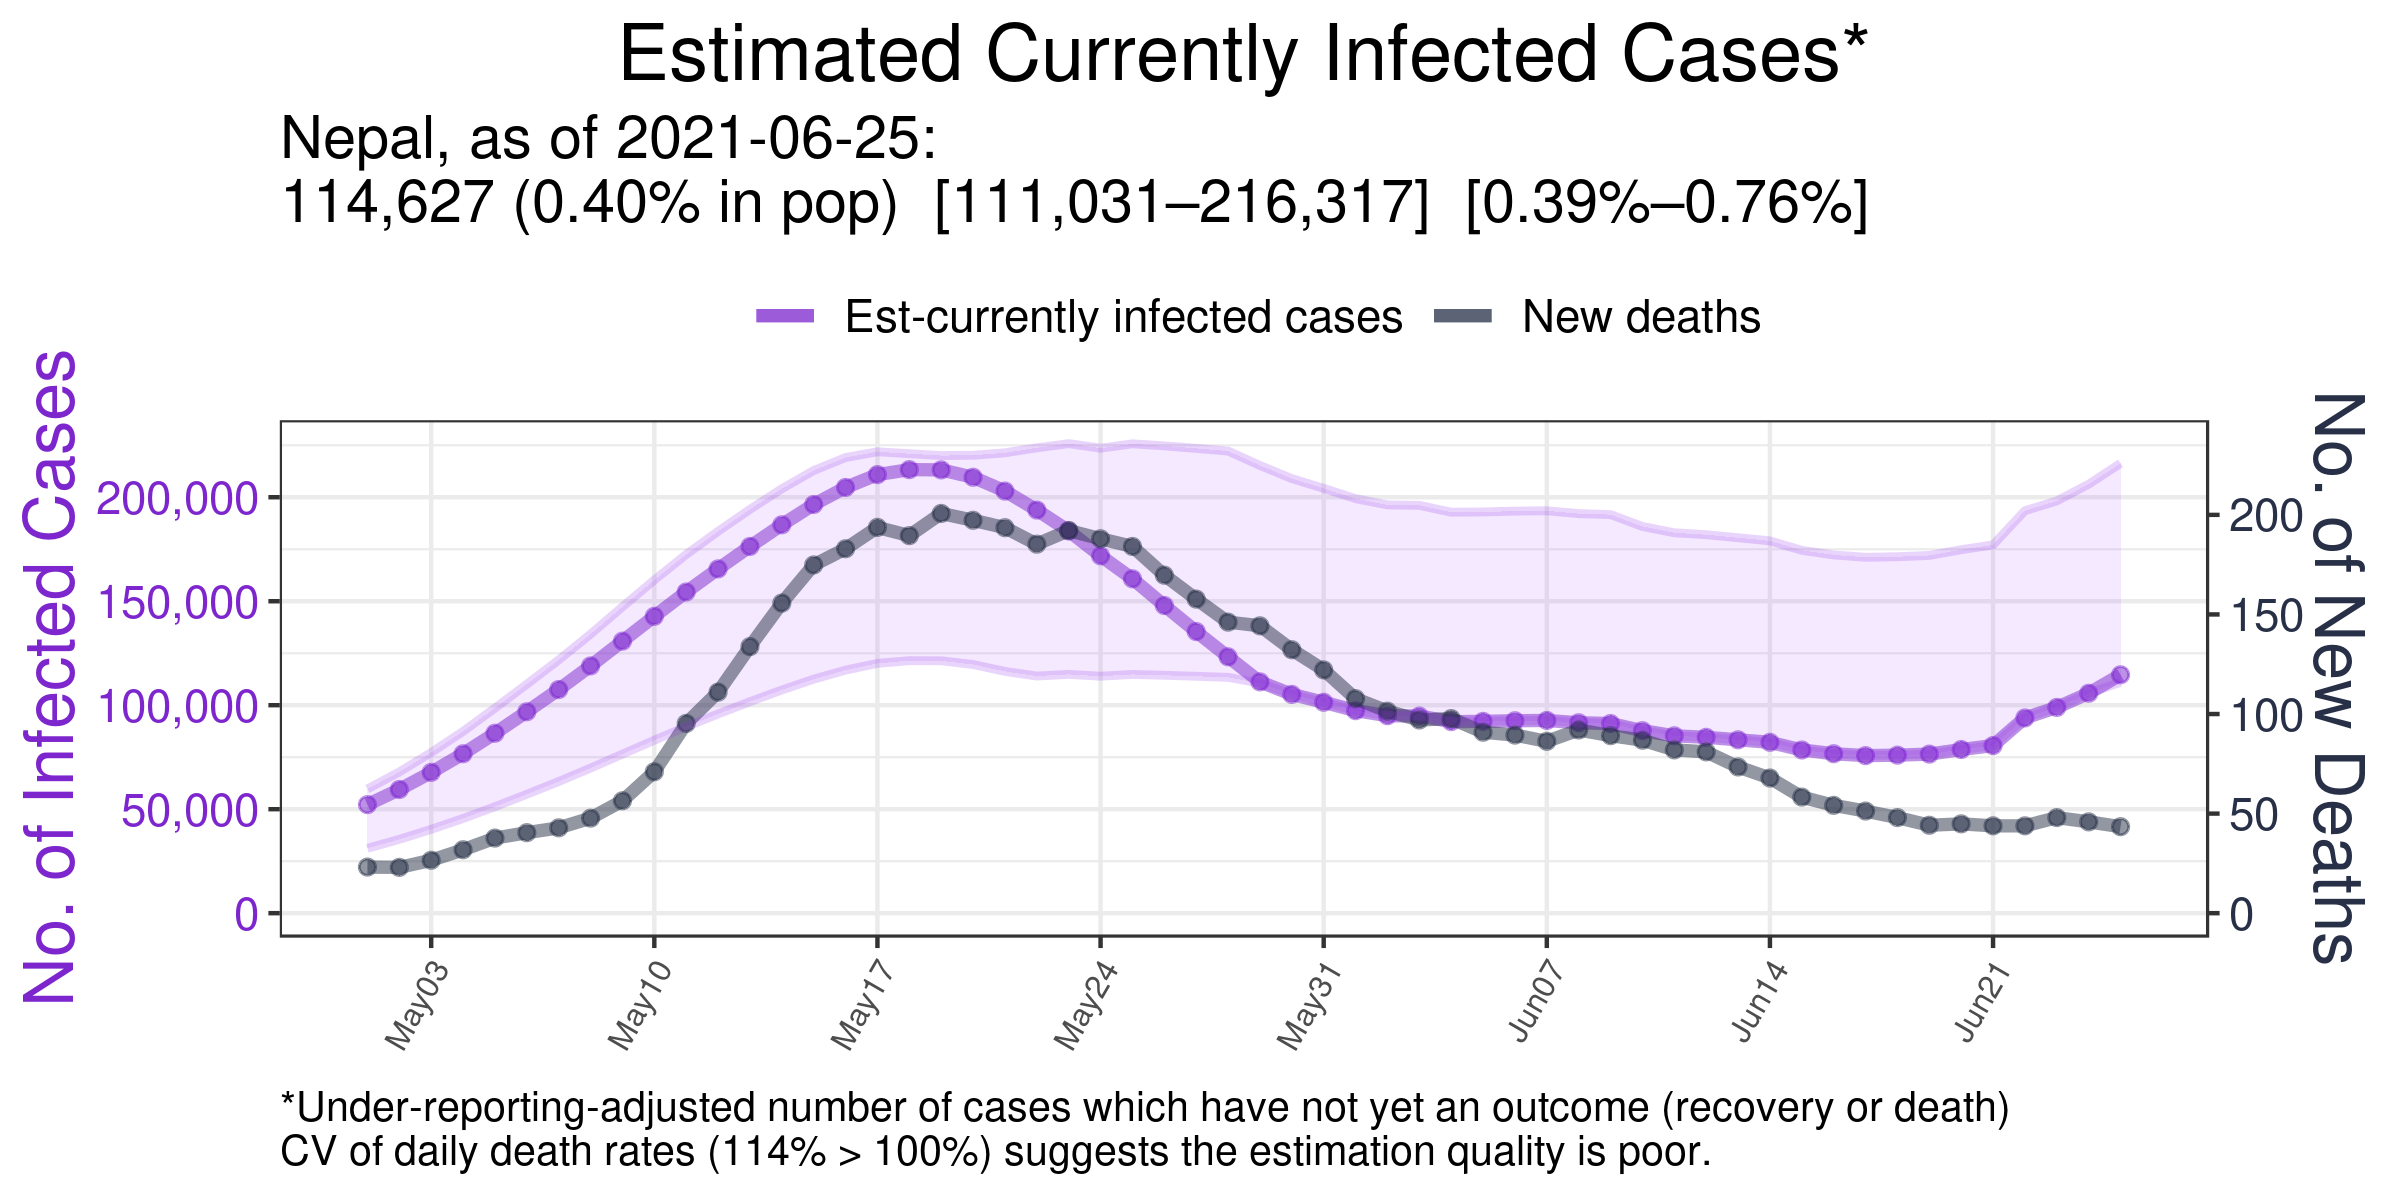 Estimated Currently Infected Cases*
Nepal, as of 2021-06-25:
114,627 (0.40% in pop)  [111,031–216,317]  [0.39%–0.76%]
Est-currently infected cases
New deaths
No. of Infected Cases
200,000
150,000
100,000
50,000
0
200
150
100
50
0
No. of New Deaths
May03
May10
May17
May24
May31
Jun07
Jun14
Jun21
*Under-reporting-adjusted number of cases which have not yet an outcome (recovery or death)
CV of daily death rates (114% > 100%) suggests the estimation quality is poor.